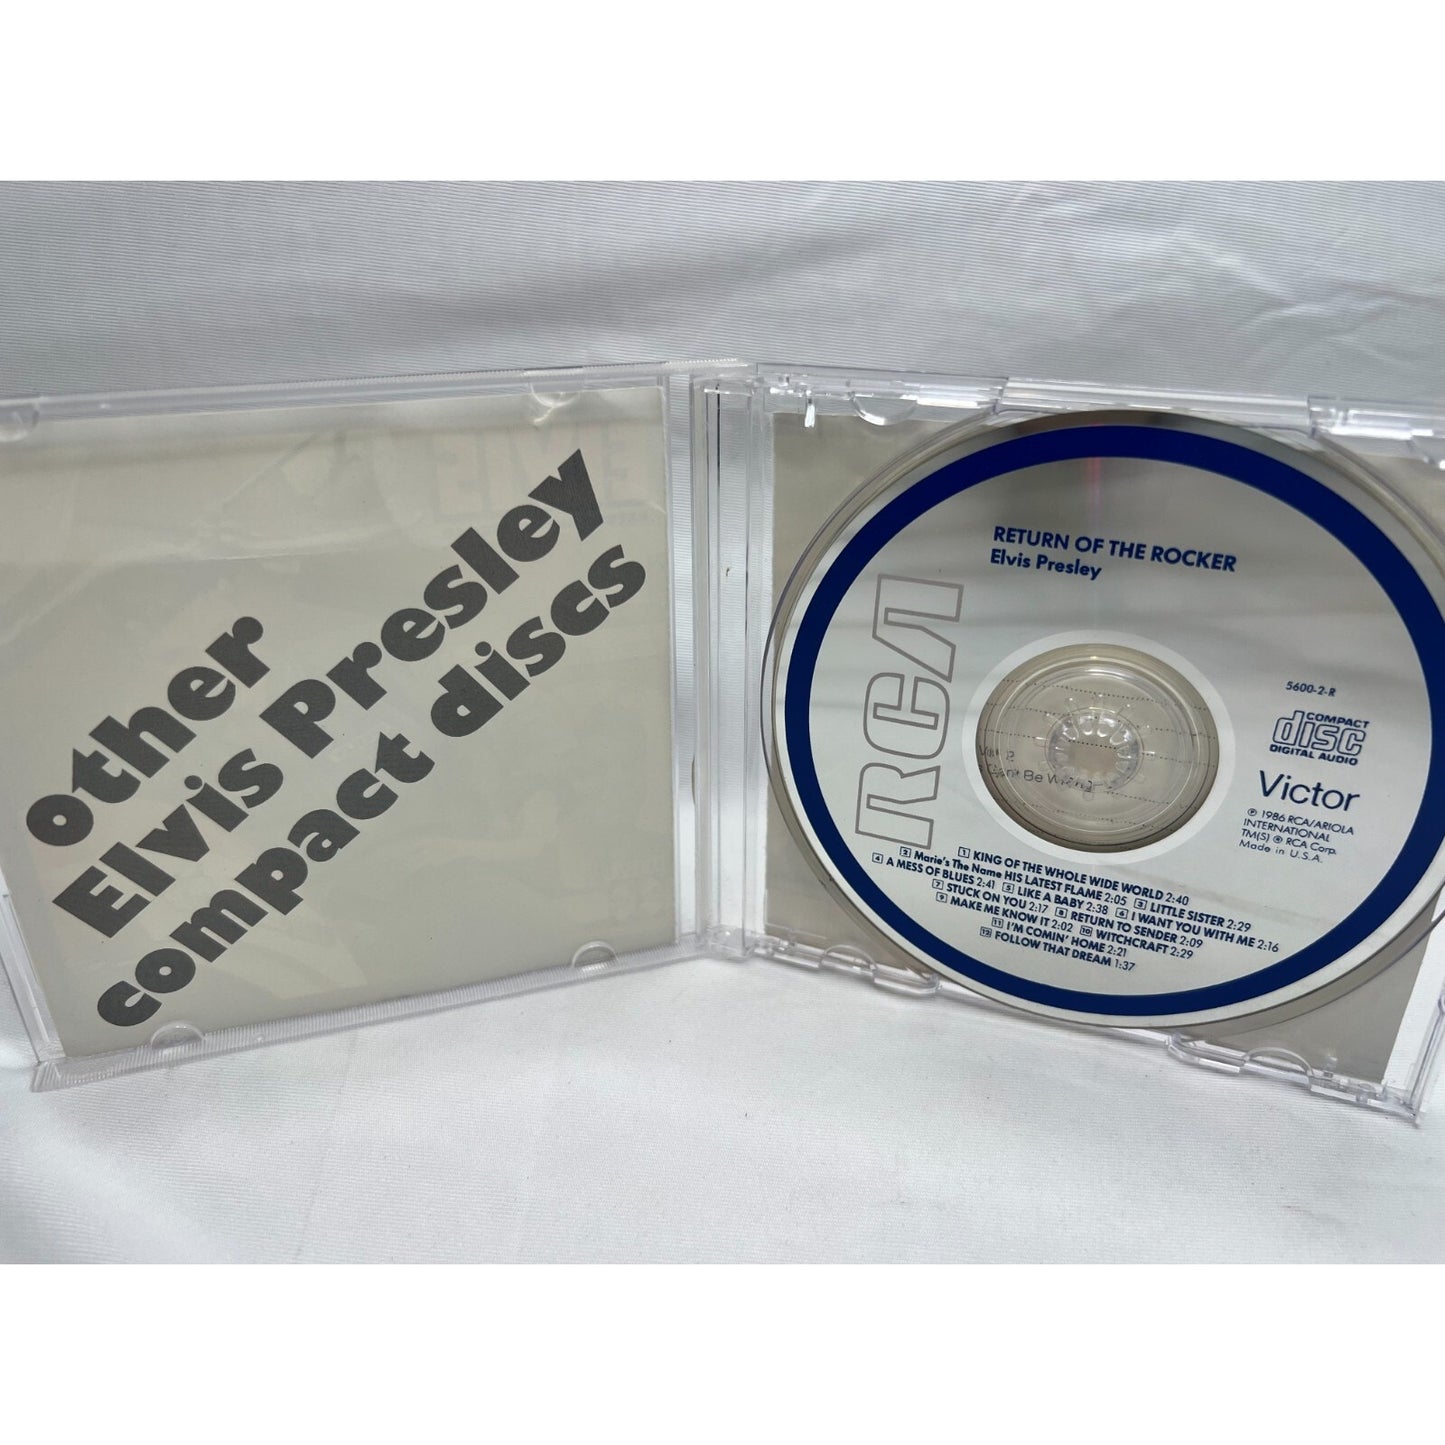 other
Elvis Presley
compact discs
RETURN OF THE ROCKER
Elvis Presley
RCA
5600-2-R
COMPACT
disc
DIGITAL AUDIO
Victor
℗ 1986 RCA/ARIOLA
INTERNATIONAL
TM(S) ® RCA Corp.
Made in U.S.A.
Can't Be Wrong
1 KING OF THE WHOLE WIDE WORLD 2:40
2 Marie's The Name HIS LATEST FLAME 2:05 3 LITTLE SISTER 2:29
4 A MESS OF BLUES 2:41 5 LIKE A BABY 2:38 6 I WANT YOU WITH ME 2:16
7 STUCK ON YOU 2:17 8 RETURN TO SENDER 2:09
9 MAKE ME KNOW IT 2:02 10 WITCHCRAFT 2:29
11 I'M COMIN' HOME 2:21
12 FOLLOW THAT DREAM 1:37